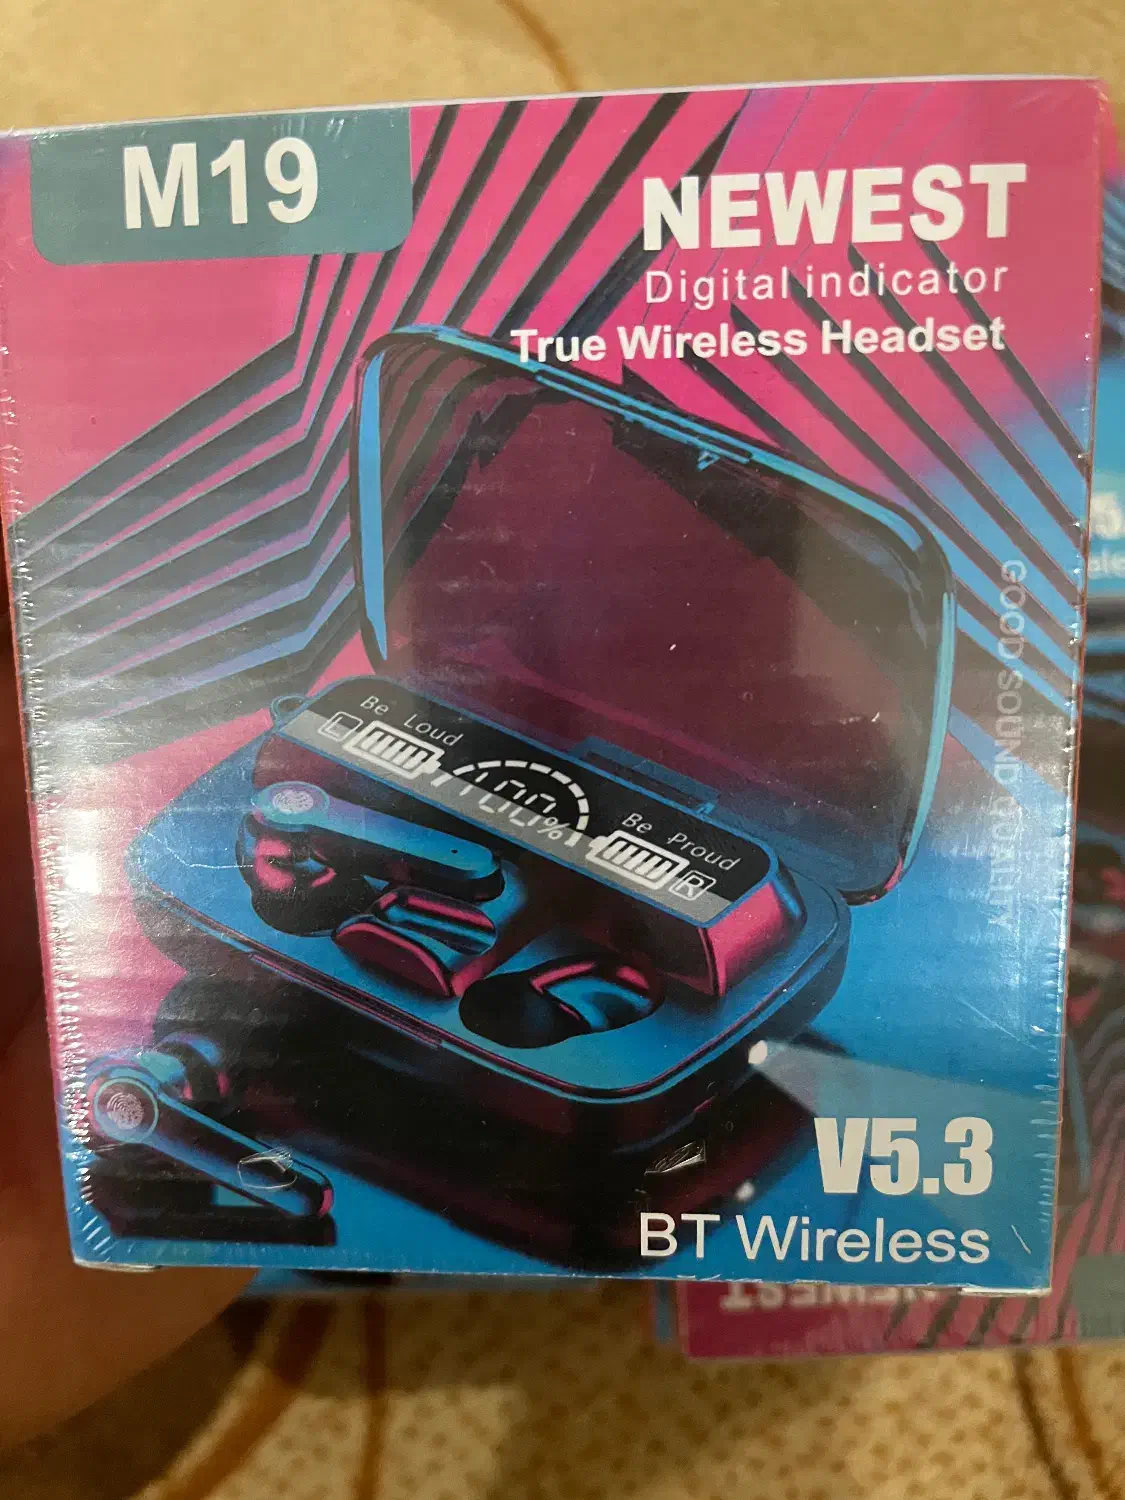 M19
NEWEST
Digital indicator
True Wireless Headset
GOOD SOUND QUALITY
Be Loud
L
100%
Be Proud
R
V5.3
BT Wireless
NEWEST